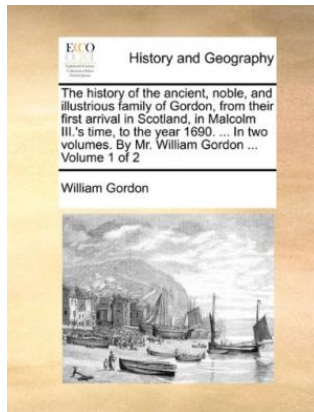 ECCO
History and Geography
The history of the ancient, noble, and
illustrious family of Gordon, from their
first arrival in Scotland, in Malcolm
III.'s time, to the year 1690. ... In two
volumes. By Mr. William Gordon ...
Volume 1 of 2
William Gordon